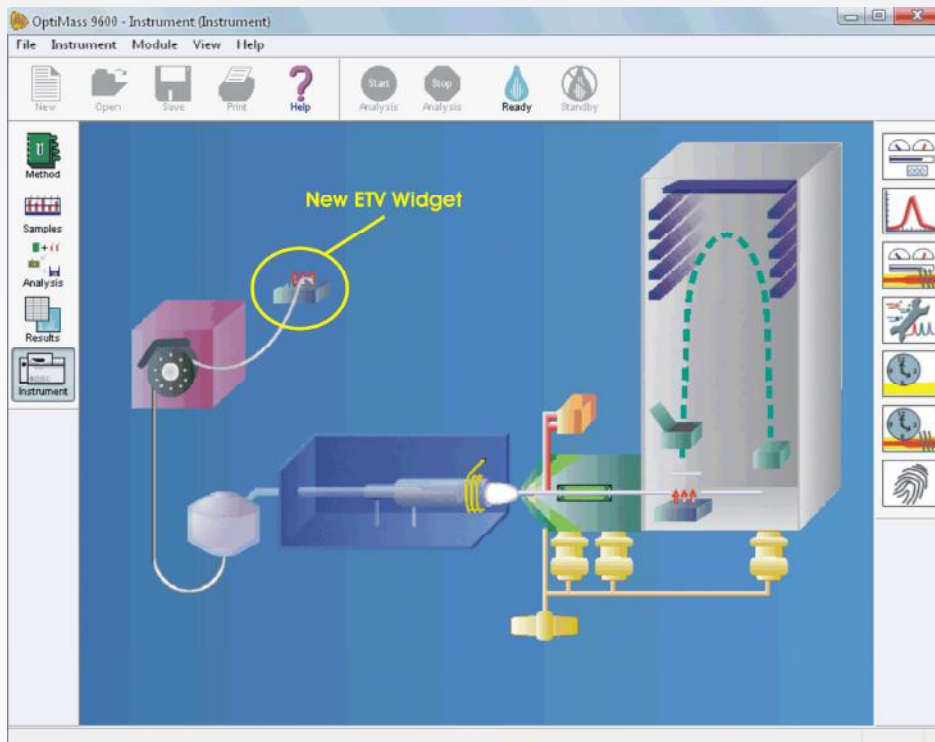 OptiMass 9600 - Instrument (Instrument)
File Instrument Module View Help
New Open Save Print Help Start Analysis Stop Analysis Ready Standby
Method
Samples
Analysis
Results
Instrument
New ETV Widget